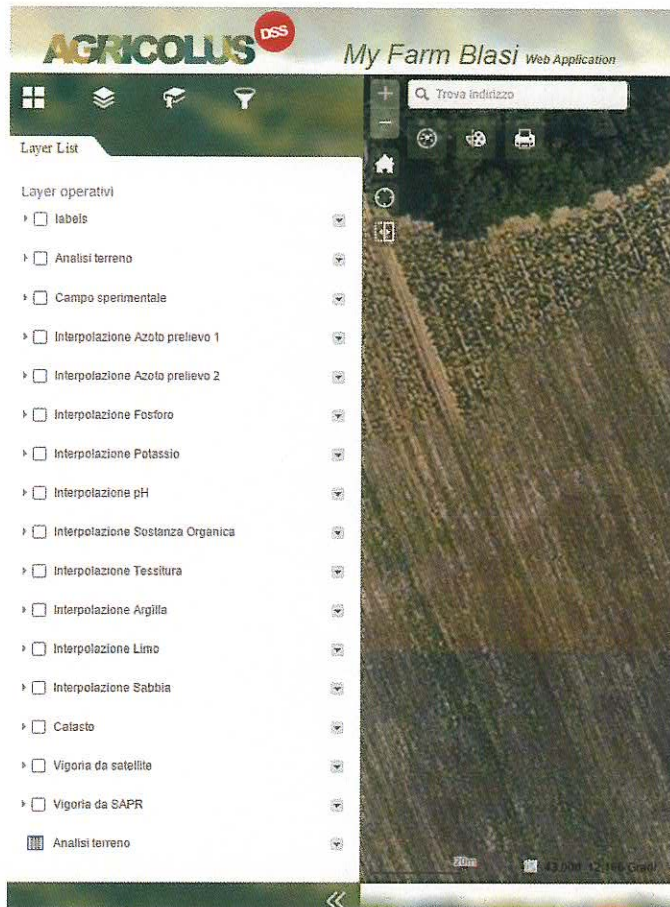 AGRICOLUS DSS
My Farm Blasi Web Application
Trova indirizzo
Layer List
Layer operativi
labels
Analisi terreno
Campo sperimentale
Interpolazione Azoto prelievo 1
Interpolazione Azoto prelievo 2
Interpolazione Fosforo
Interpolazione Potassio
Interpolazione pH
Interpolazione Sostanza Organica
Interpolazione Tessitura
Interpolazione Argilla
Interpolazione Limo
Interpolazione Sabbia
Catasto
Vigoria da satellite
Vigoria da SAPR
Analisi terreno
20m
Gradi